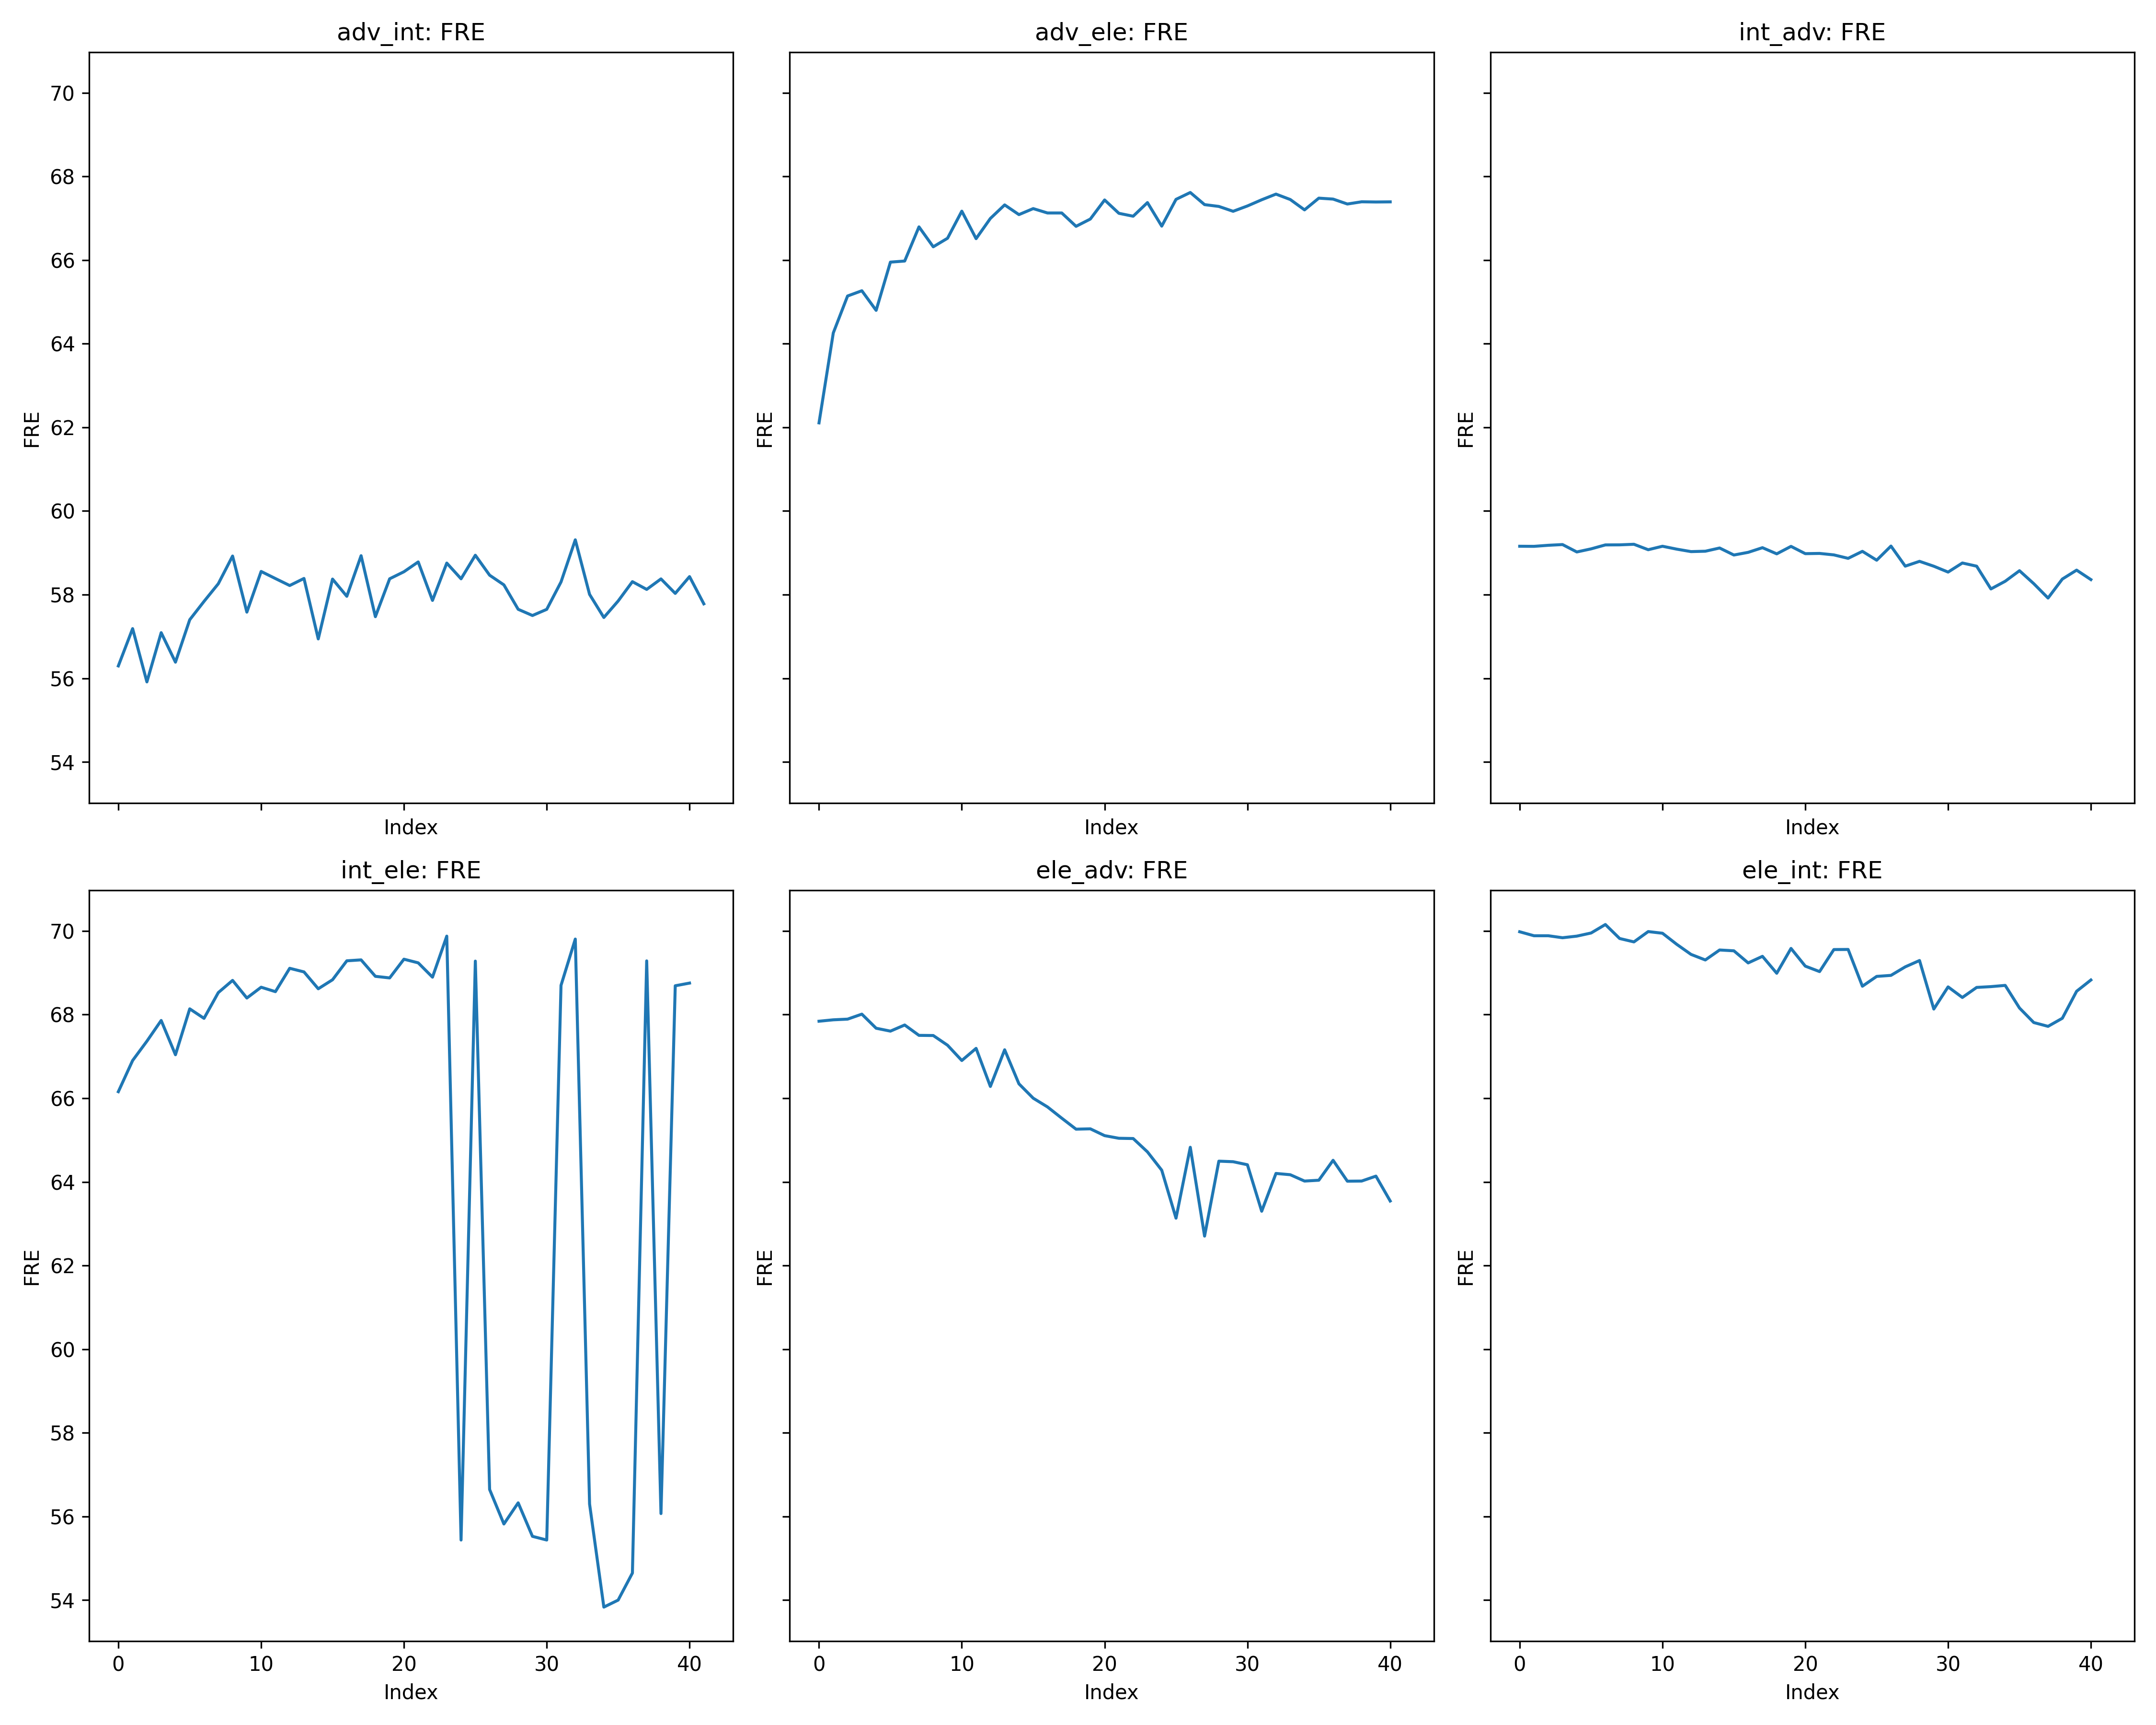 adv_int: FRE
adv_ele: FRE
int_adv: FRE
70
68
66
64
62
60
58
56
54
FRE
FRE
FRE
Index
Index
Index
int_ele: FRE
ele_adv: FRE
ele_int: FRE
70
68
66
64
62
60
58
56
54
FRE
FRE
FRE
0 10 20 30 40
0 10 20 30 40
0 10 20 30 40
Index
Index
Index